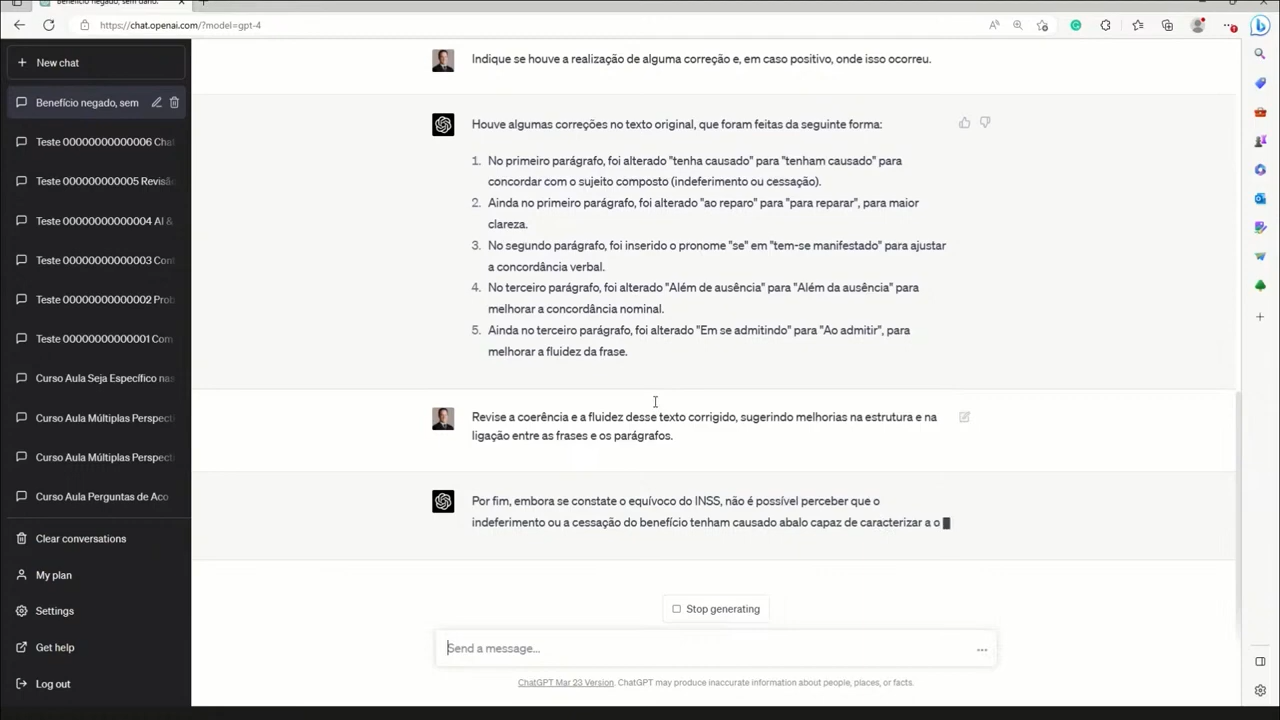 Benefício negado, sem dano.
https://chat.openai.com/?model=gpt-4
New chat
Benefício negado, sem
Teste 00000000000006 Cha
Teste 00000000000005 Revisã
Teste 00000000000004 AI &
Teste 00000000000003 Con
Teste 00000000000002 Prob
Teste 00000000000001 Com
Curso Aula Seja Específico nas
Curso Aula Múltiplas Perspect
Curso Aula Múltiplas Perspect
Curso Aula Perguntas de Aco
Clear conversations
My plan
Settings
Get help
Log out
Indique se houve a realização de alguma correção e, em caso positivo, onde isso ocorreu.
Houve algumas correções no texto original, que foram feitas da seguinte forma:
1. No primeiro parágrafo, foi alterado "tenha causado" para "tenham causado" para
concordar com o sujeito composto (indeferimento ou cessação).
2. Ainda no primeiro parágrafo, foi alterado "ao reparo" para "para reparar", para maior
clareza.
3. No segundo parágrafo, foi inserido o pronome "se" em "tem-se manifestado" para ajustar
a concordância verbal.
4. No terceiro parágrafo, foi alterado "Além de ausência" para "Além da ausência" para
melhorar a concordância nominal.
5. Ainda no terceiro parágrafo, foi alterado "Em se admitindo" para "Ao admitir", para
melhorar a fluidez da frase.
Revise a coerência e a fluidez desse texto corrigido, sugerindo melhorias na estrutura e na
ligação entre as frases e os parágrafos.
Por fim, embora se constate o equívoco do INSS, não é possível perceber que o
indeferimento ou a cessação do benefício tenham causado abalo capaz de caracterizar a o
Stop generating
Send a message...
ChatGPT Mar 23 Version. ChatGPT may produce inaccurate information about people, places, or facts.